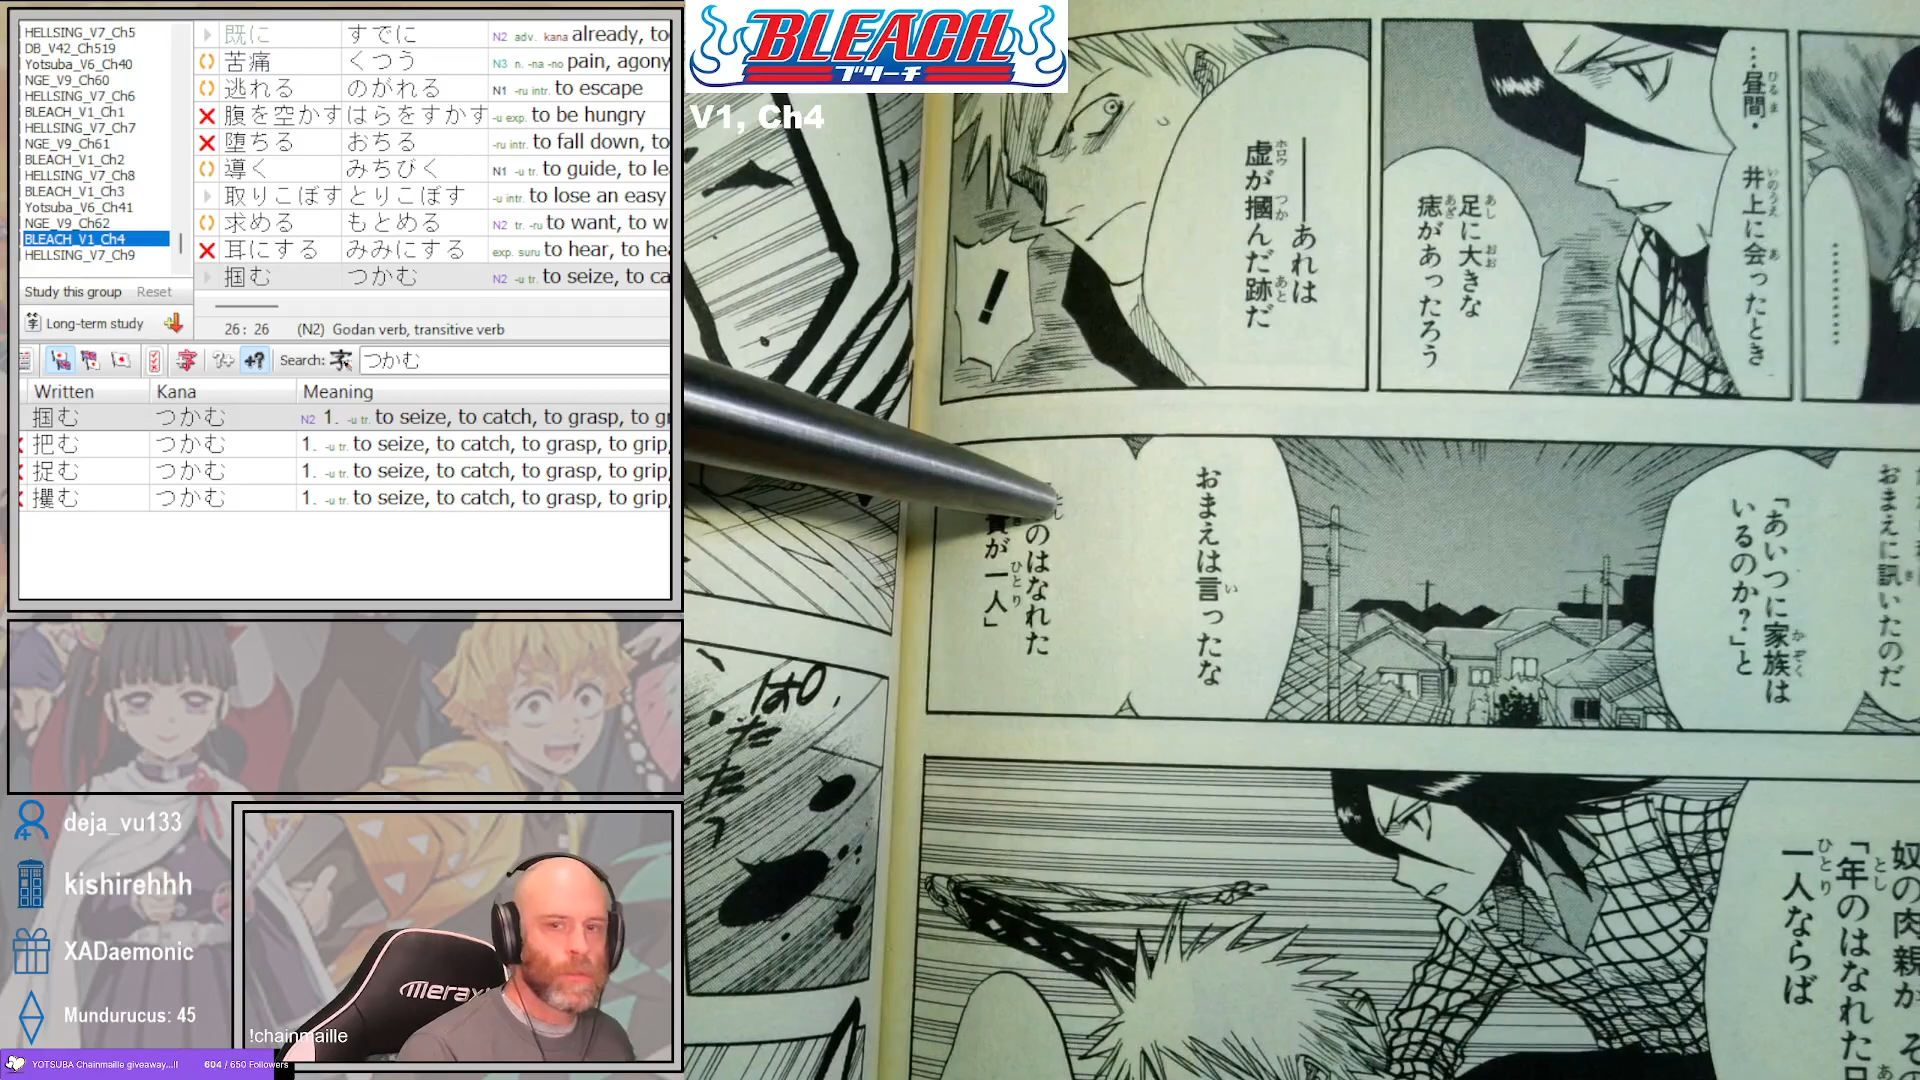 HELLSING_V7_Ch5
DB_V42_Ch519
Yotsuba_V6_Ch40
NGE_V9_Ch60
HELLSING_V7_Ch6
BLEACH_V1_Ch1
HELLSING_V7_Ch7
NGE_V9_Ch61
BLEACH_V1_Ch2
HELLSING_V7_Ch8
BLEACH_V1_Ch3
Yotsuba_V6_Ch41
NGE_V9_Ch62
BLEACH_V1_Ch4
HELLSING_V7_Ch9
Study this group Reset
Long-term study
既に すでに N2 adv. kana already, to
苦痛 くつう N3 n. -na -no pain, agony
逃れる のがれる N1 -ru intr. to escape
腹を空かす はらをすかす -u exp. to be hungry
堕ちる おちる -ru intr. to fall down, to
導く みちびく N1 -u tr. to guide, to le
取りこぼす とりこぼす -u intr. to lose an easy
求める もとめる N2 tr. -ru to want, to w
耳にする みみにする exp. suru to hear, to hea
掴む つかむ N2 -u tr. to seize, to ca
26: 26 (N2) Godan verb, transitive verb
Search: つかむ
Written Kana Meaning
掴む つかむ N2 1. -u tr. to seize, to catch, to grasp, to gr
把む つかむ 1. -u tr. to seize, to catch, to grasp, to grip,
捉む つかむ 1. -u tr. to seize, to catch, to grasp, to grip,
攫む つかむ 1. -u tr. to seize, to catch, to grasp, to grip,
deja_vu133
kishirehhh
XADaemonic
Mundurucus: 45
!chainmaille
YOTSUBA Chainmaille giveaway...!! 604 / 650 Followers
BLEACH
ブリーチ
V1, Ch4
…………
…昼間・
井上に会ったとき
足に大きな
痣があったろう
――あれは
虚が摑んだ跡だ
!
おまえに訊いたのだ
「あいつに家族は
いるのか?」と
おまえは言ったな
のはなれた
が一人」
奴の肉親が
「年のはなれた
一人ならば